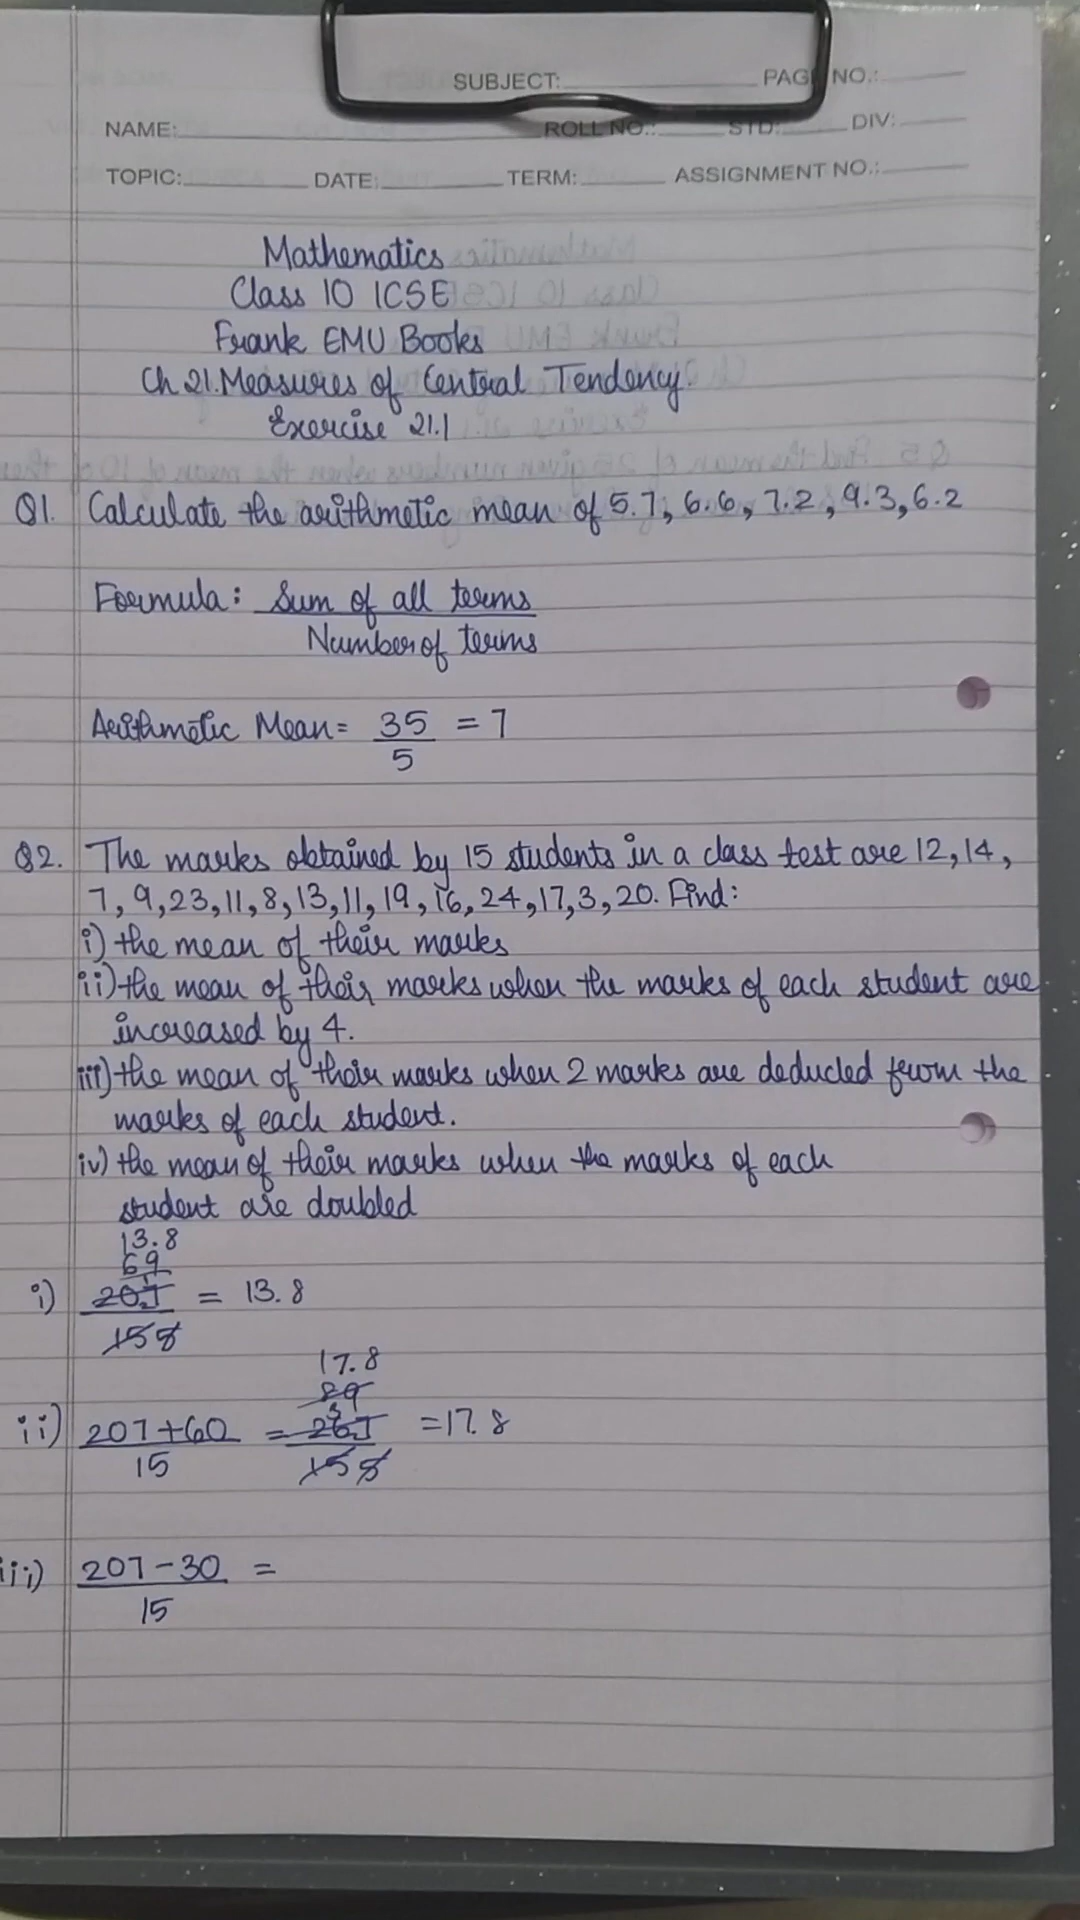 SUBJECT: PAGE NO.:
NAME: ROLL NO.: STD: DIV:
TOPIC: DATE: TERM: ASSIGNMENT NO.:
Mathematics
Class 10 ICSE
Frank EMU Books
Ch 21. Measures of Central Tendency.
Exercise 21.1
Q1. Calculate the arithmetic mean of 5.7, 6.6, 7.2, 9.3, 6.2
Formula: Sum of all terms
Number of terms
Arithmetic Mean = 35 = 7
5
Q2. The marks obtained by 15 students in a class test are 12, 14,
7, 9, 23, 11, 8, 13, 11, 19, 16, 24, 17, 3, 20. Find:
i) the mean of their marks
ii) the mean of their marks when the marks of each student are
increased by 4.
iii) the mean of their marks when 2 marks are deducted from the
marks of each student.
iv) the mean of their marks when the marks of each
student are doubled
13.8
69
i) 207 = 13.8
15 5
17.8
89
ii) 207+60 = 267 = 17.8
15 15 5
iii) 207-30 =
15